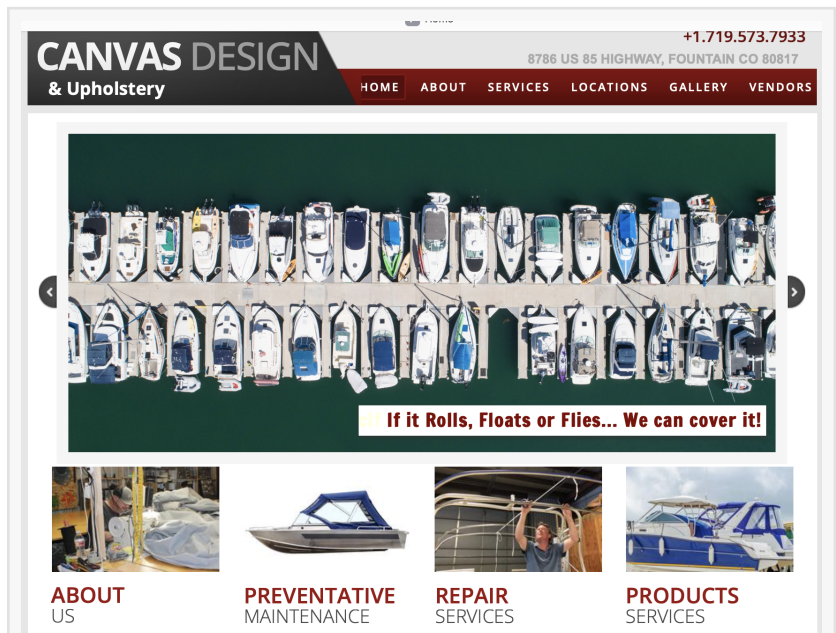 +1.719.573.7933
CANVAS DESIGN
& Upholstery
8786 US 85 HIGHWAY, FOUNTAIN CO 80817
HOME ABOUT SERVICES LOCATIONS GALLERY VENDORS
If it Rolls, Floats or Flies... We can cover it!
ABOUT
US
PREVENTATIVE
MAINTENANCE
REPAIR
SERVICES
PRODUCTS
SERVICES